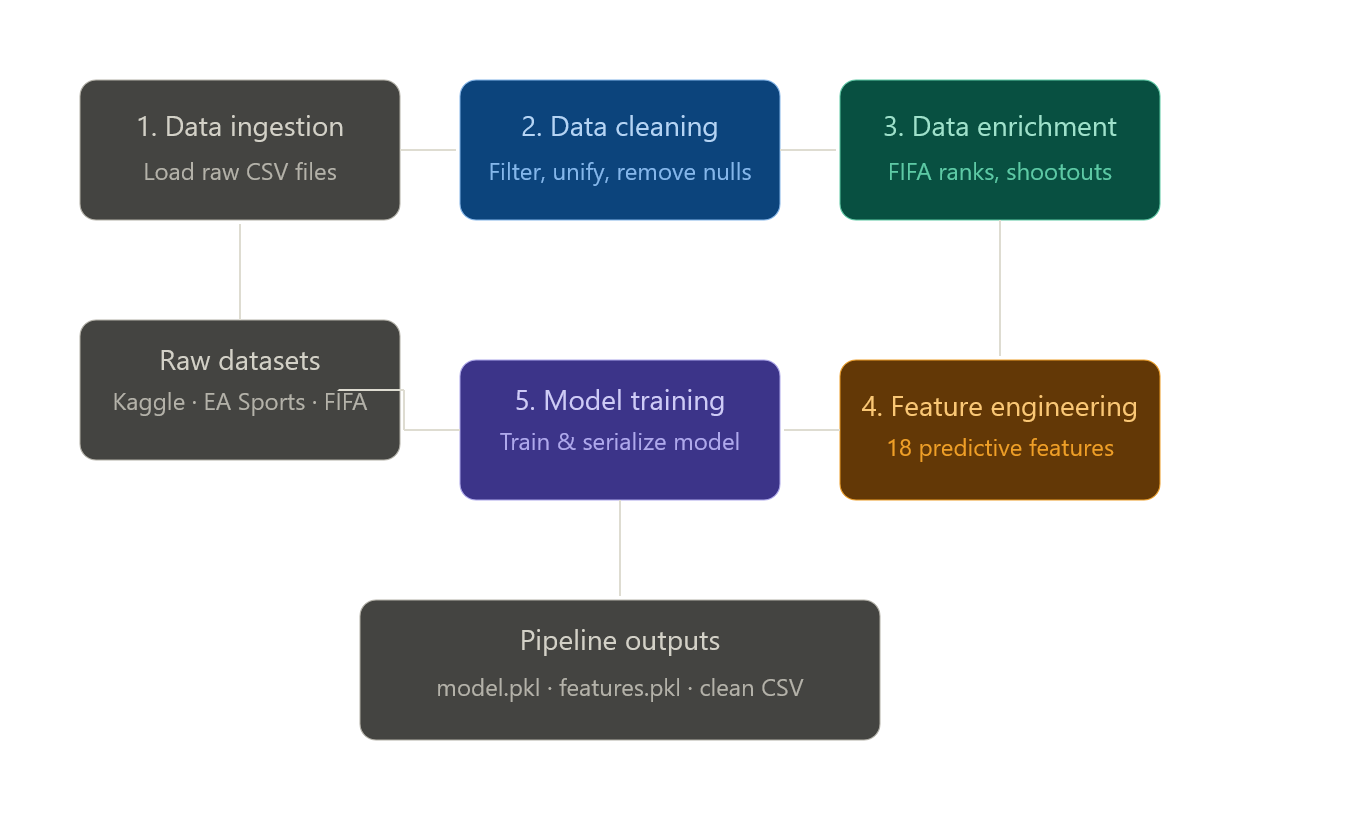 1. Data ingestion
Load raw CSV files
2. Data cleaning
Filter, unify, remove nulls
3. Data enrichment
FIFA ranks, shootouts
Raw datasets
Kaggle · EA Sports · FIFA
5. Model training
Train & serialize model
4. Feature engineering
18 predictive features
Pipeline outputs
model.pkl · features.pkl · clean CSV